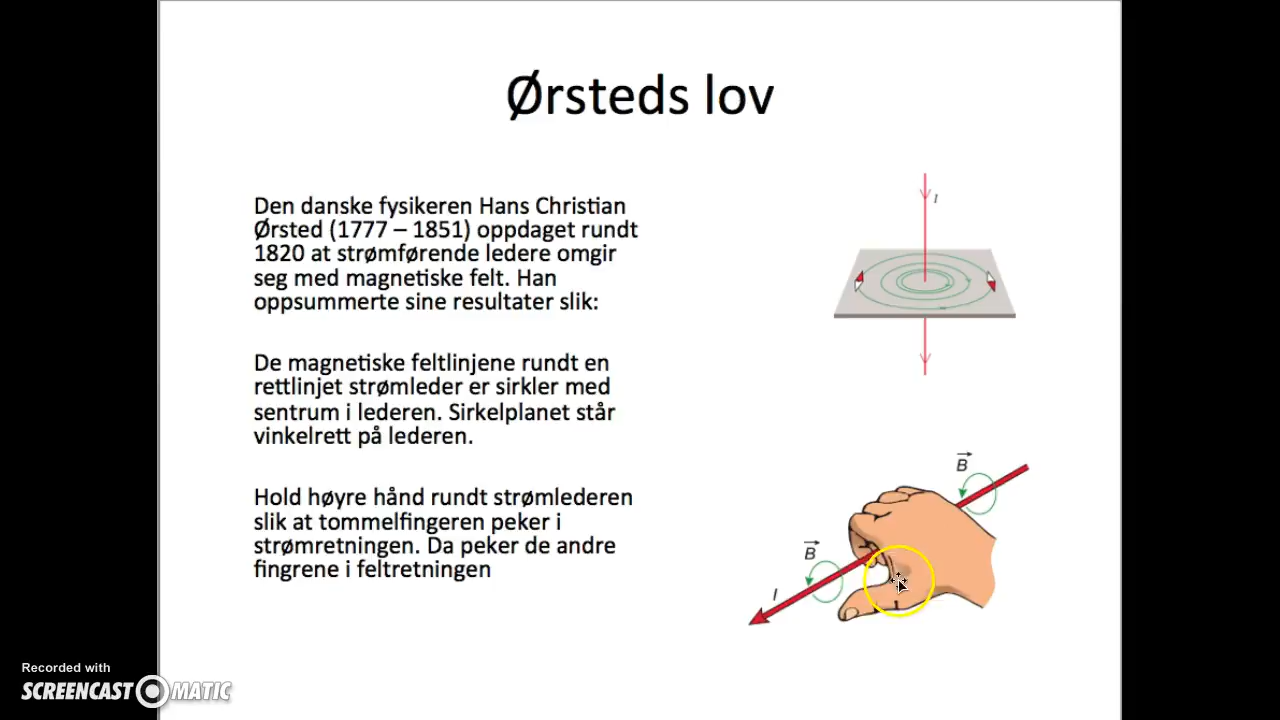 Ørsteds lov
Den danske fysikeren Hans Christian
Ørsted (1777 – 1851) oppdaget rundt
1820 at strømførende ledere omgir
seg med magnetiske felt. Han
oppsummerte sine resultater slik:
De magnetiske feltlinjene rundt en
rettlinjet strømleder er sirkler med
sentrum i lederen. Sirkelplanet står
vinkelrett på lederen.
Hold høyre hånd rundt strømlederen
slik at tommelfingeren peker i
strømretningen. Da peker de andre
fingrene i feltretningen
I
B
B
I
Recorded with
SCREENCAST MATIC